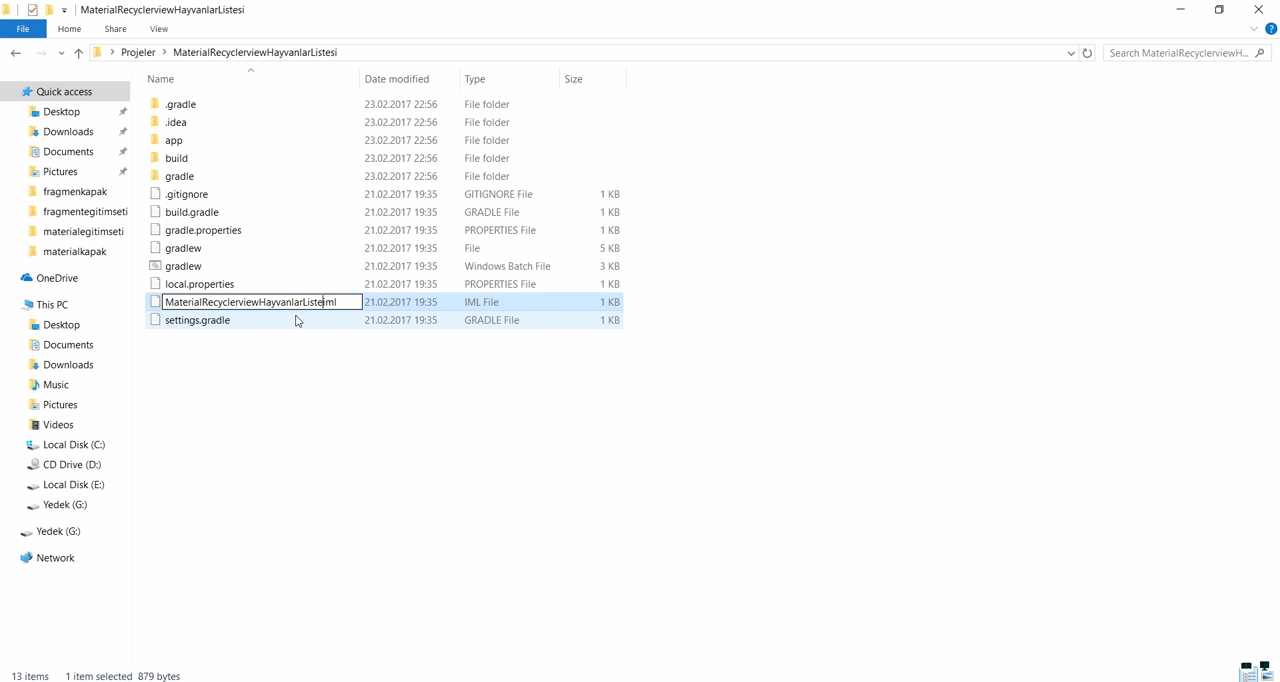 MaterialRecyclerviewHayvanlarListesi
File Home Share View
Projeler MaterialRecyclerviewHayvanlarListesi Search MaterialRecyclerviewH...
Name Date modified Type Size
Quick access
Desktop
Downloads
Documents
Pictures
fragmenkapak
fragmentegitimseti
materialegitimseti
materialkapak
OneDrive
This PC
Desktop
Documents
Downloads
Music
Pictures
Videos
Local Disk (C:)
CD Drive (D:)
Local Disk (E:)
Yedek (G:)
Yedek (G:)
Network
.gradle 23.02.2017 22:56 File folder
.idea 23.02.2017 22:56 File folder
app 23.02.2017 22:56 File folder
build 23.02.2017 22:56 File folder
gradle 23.02.2017 22:56 File folder
.gitignore 21.02.2017 19:35 GITIGNORE File 1 KB
build.gradle 21.02.2017 19:35 GRADLE File 1 KB
gradle.properties 21.02.2017 19:35 PROPERTIES File 1 KB
gradlew 21.02.2017 19:35 File 5 KB
gradlew 21.02.2017 19:35 Windows Batch File 3 KB
local.properties 21.02.2017 19:35 PROPERTIES File 1 KB
21.02.2017 19:35 IML File 1 KB
settings.gradle 21.02.2017 19:35 GRADLE File 1 KB
13 items 1 item selected 879 bytes